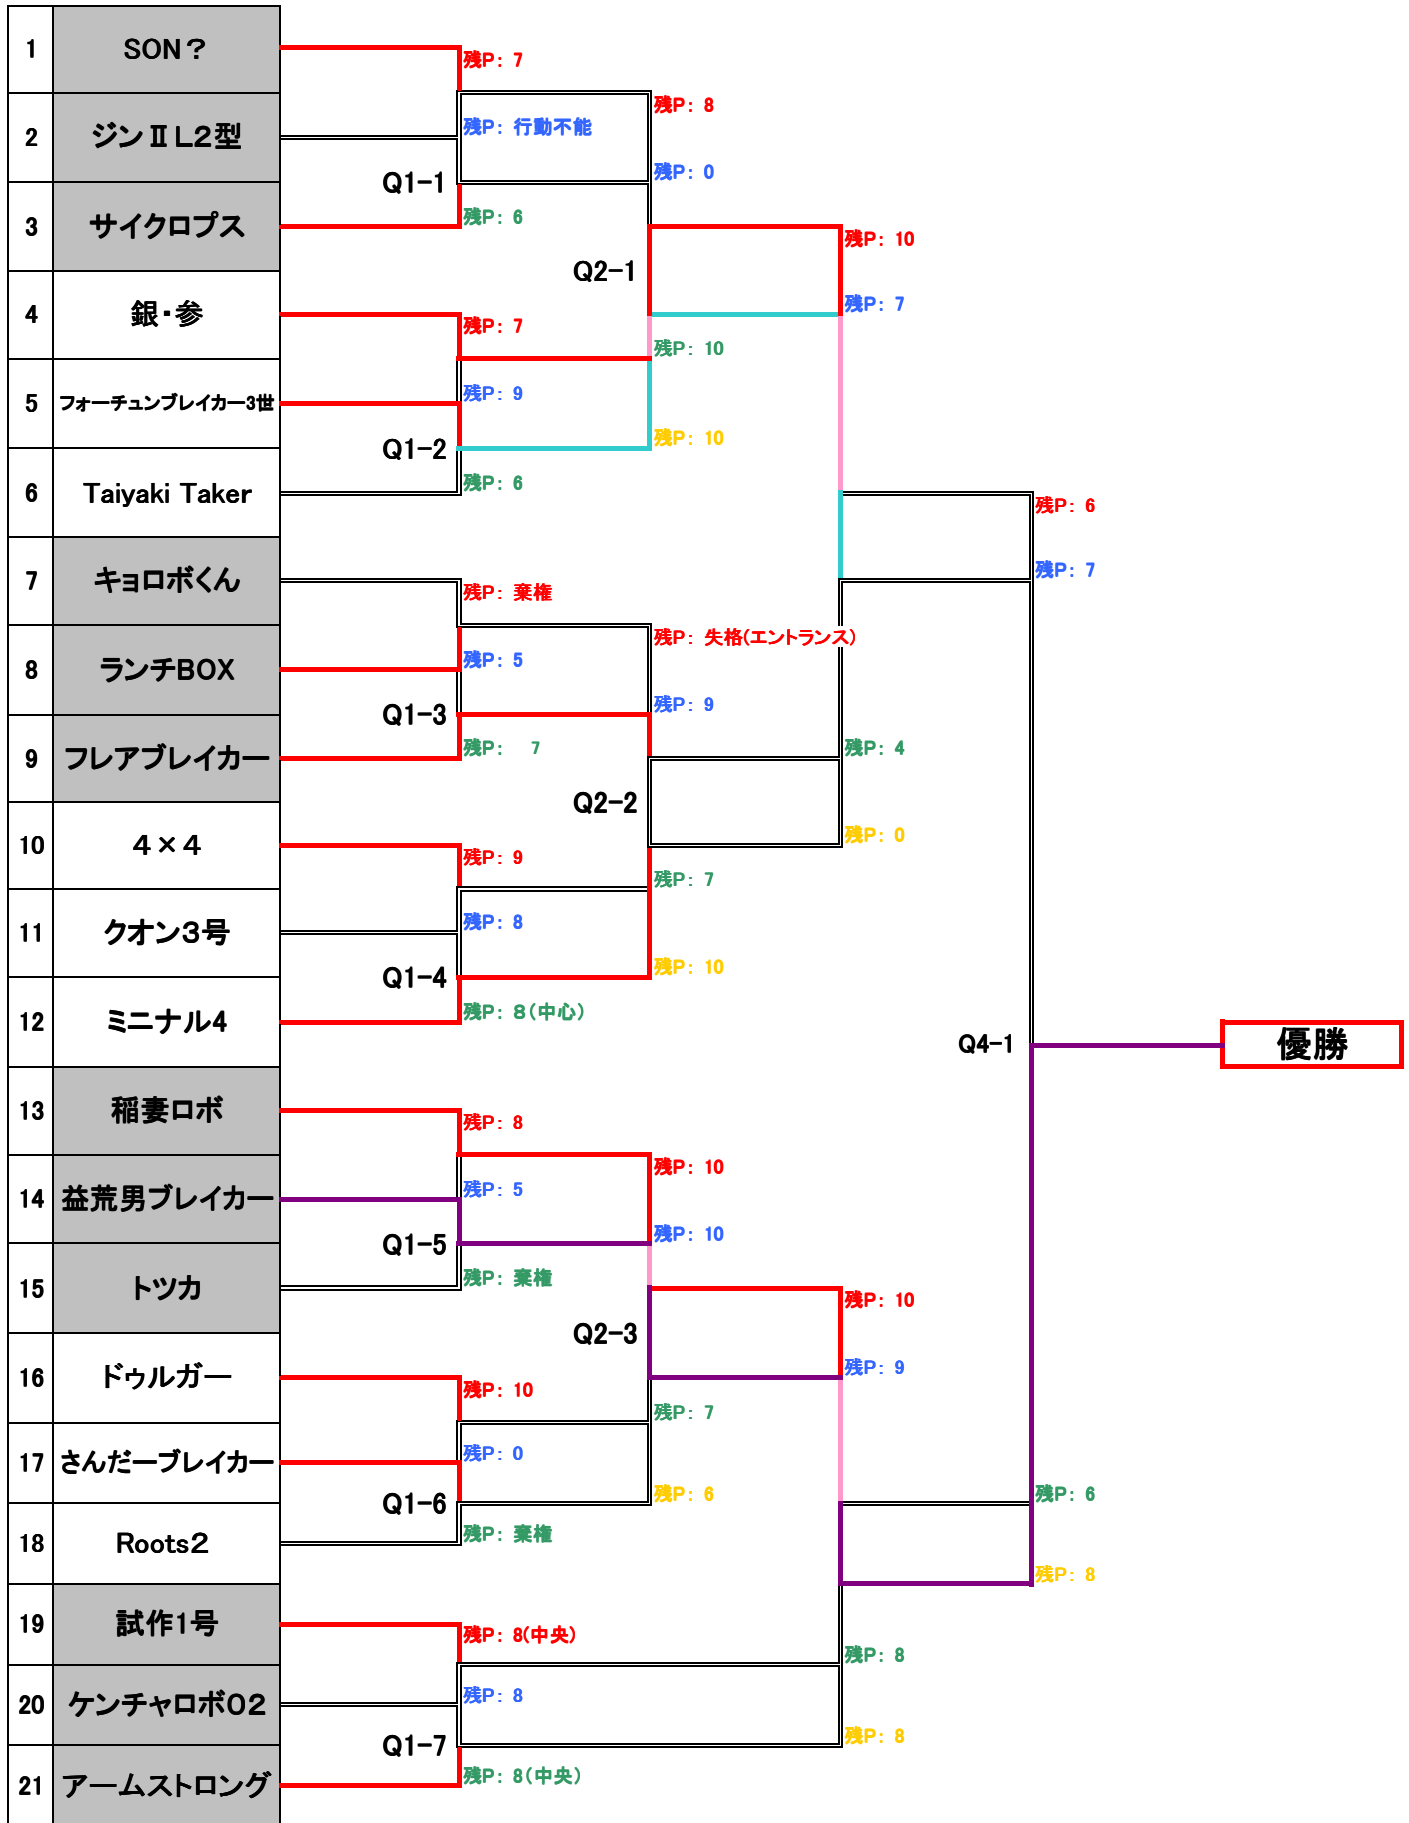 1 SON？
残P： 7
残P： 8
2 ジンⅡL2型
残P： 行動不能
残P： 0
Q1-1
3 サイクロプス
残P： 6
残P： 10
Q2-1
4 銀・参
残P： 7
残P： 7
残P： 10
5 フォーチュンブレイカー3世
残P： 9
残P： 10
Q1-2
6 Taiyaki Taker
残P： 6
残P： 6
残P： 7
7 キョロボくん
残P： 棄権
残P： 失格(エントランス)
8 ランチBOX
残P： 5
残P： 9
Q1-3
9 フレアブレイカー
残P： 7
残P： 4
Q2-2
10 4×4
残P： 9
残P： 0
残P： 7
11 クオン3号
残P： 8
残P： 10
Q1-4
12 ミニナル4
残P： 8(中心)
Q4-1
優勝
13 稲妻ロボ
残P： 8
残P： 10
14 益荒男ブレイカー
残P： 5
残P： 10
Q1-5
15 トツカ
残P： 棄権
残P： 10
Q2-3
16 ドゥルガー
残P： 10
残P： 9
残P： 7
17 さんだーブレイカー
残P： 0
残P： 6
残P： 6
Q1-6
18 Roots2
残P： 棄権
残P： 8
19 試作1号
残P： 8(中央)
残P： 8
20 ケンチャロボ02
残P： 8
残P： 8
Q1-7
21 アームストロング
残P： 8(中央)